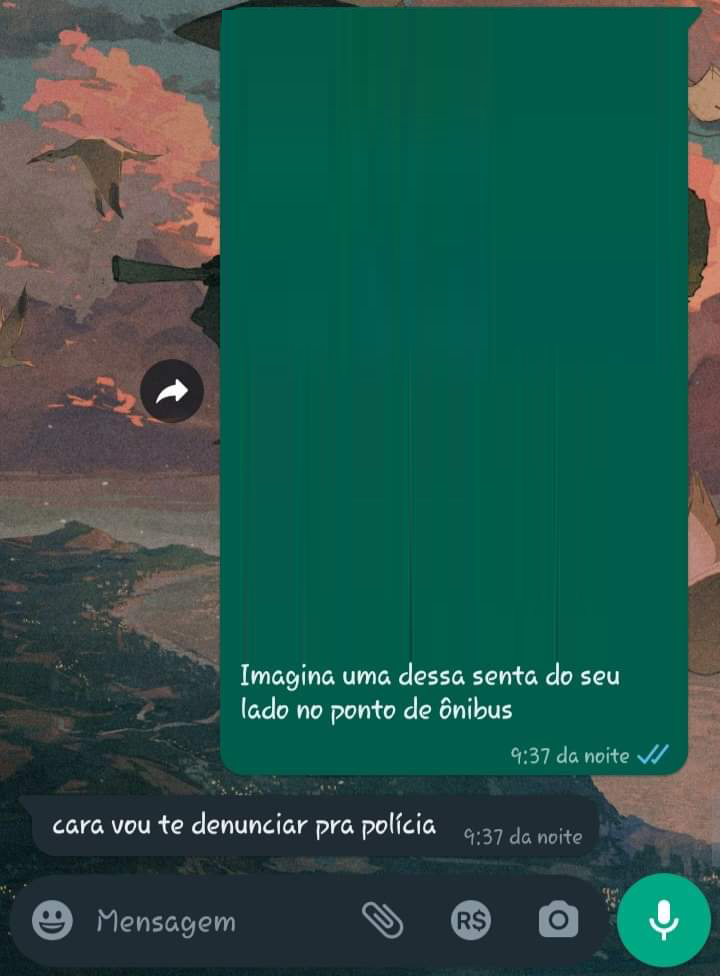 Imagina uma dessa senta do seu
lado no ponto de ônibus
9:37 da noite
cara vou te denunciar pra polícia
9:37 da noite
Mensagem
R$